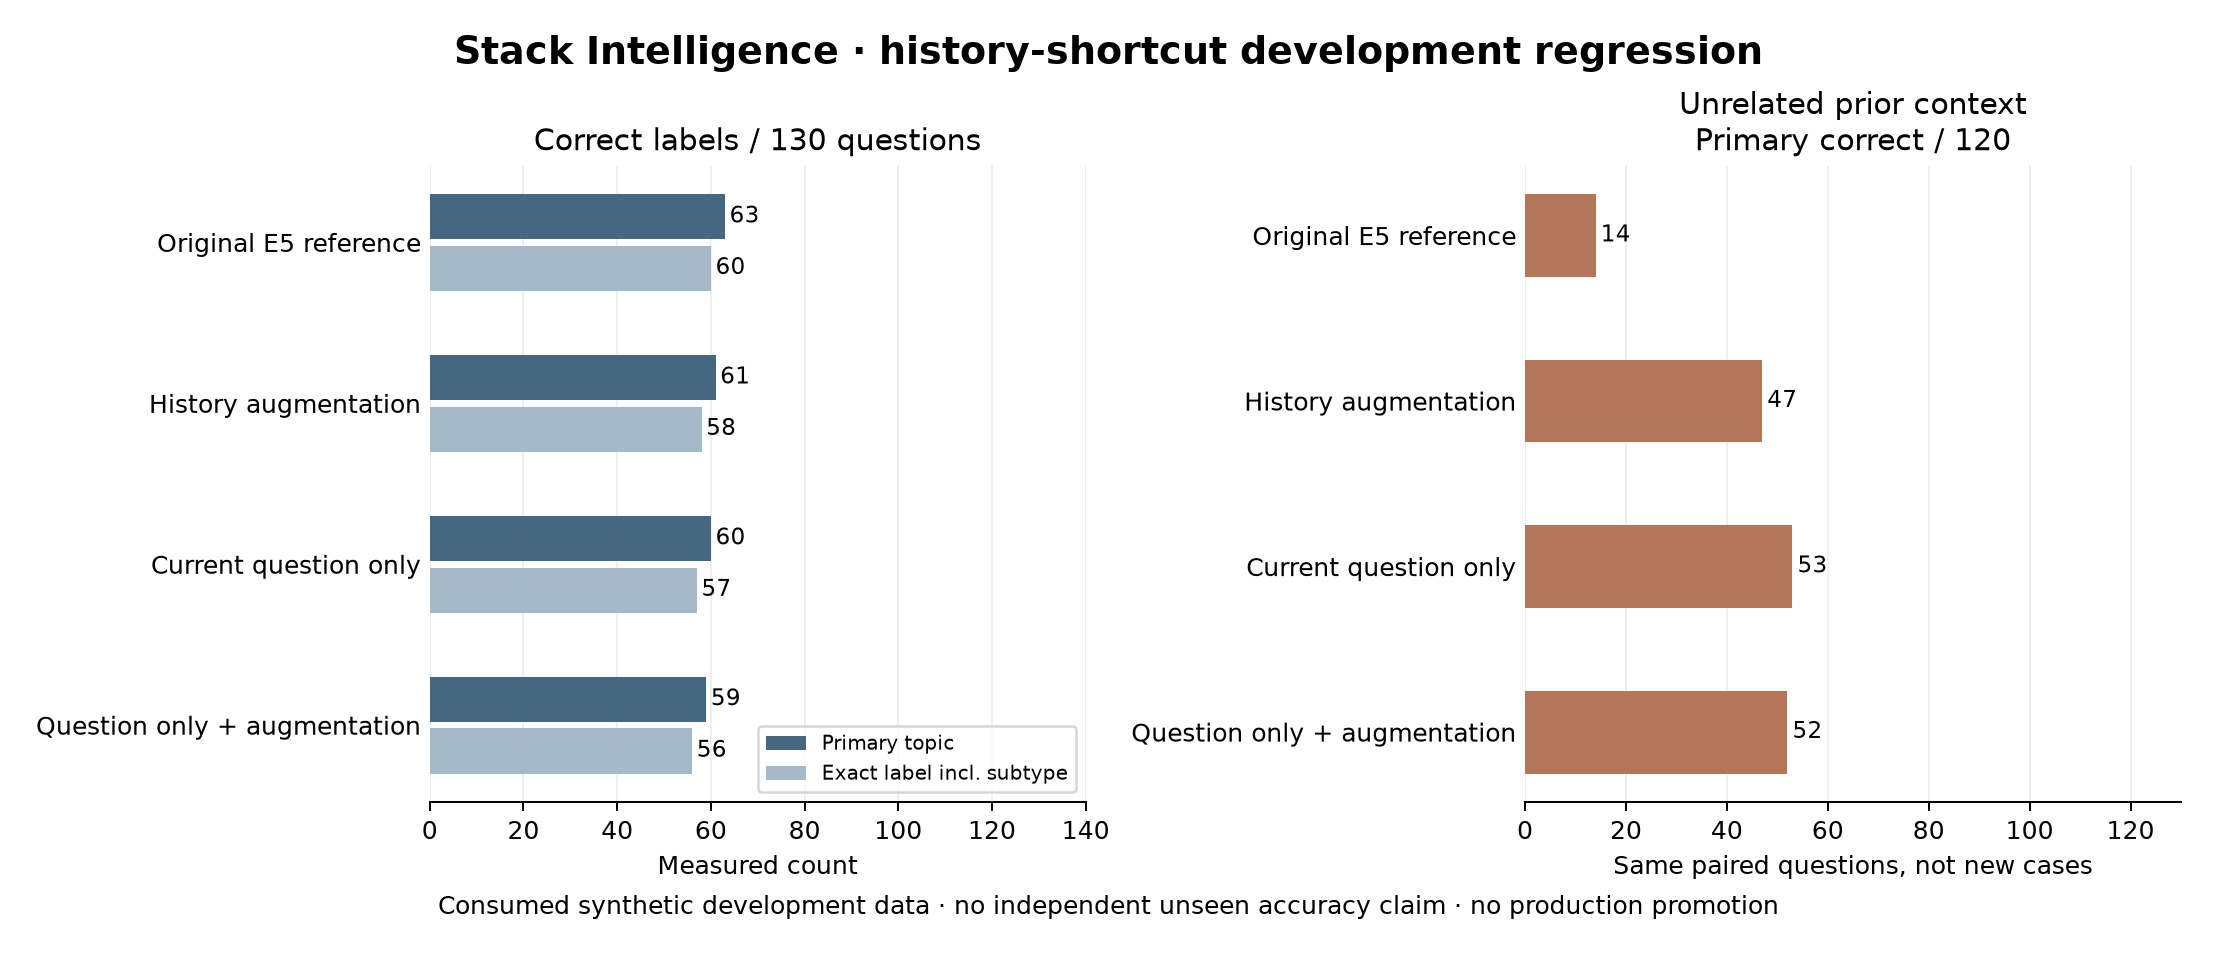 Stack Intelligence · history-shortcut development regression
Correct labels / 130 questions
Original E5 reference
63
60
History augmentation
61
58
Current question only
60
57
Question only + augmentation
59
56
Primary topic
Exact label incl. subtype
0 20 40 60 80 100 120 140
Measured count
Unrelated prior context
Primary correct / 120
Original E5 reference
14
History augmentation
47
Current question only
53
Question only + augmentation
52
0 20 40 60 80 100 120
Same paired questions, not new cases
Consumed synthetic development data · no independent unseen accuracy claim · no production promotion